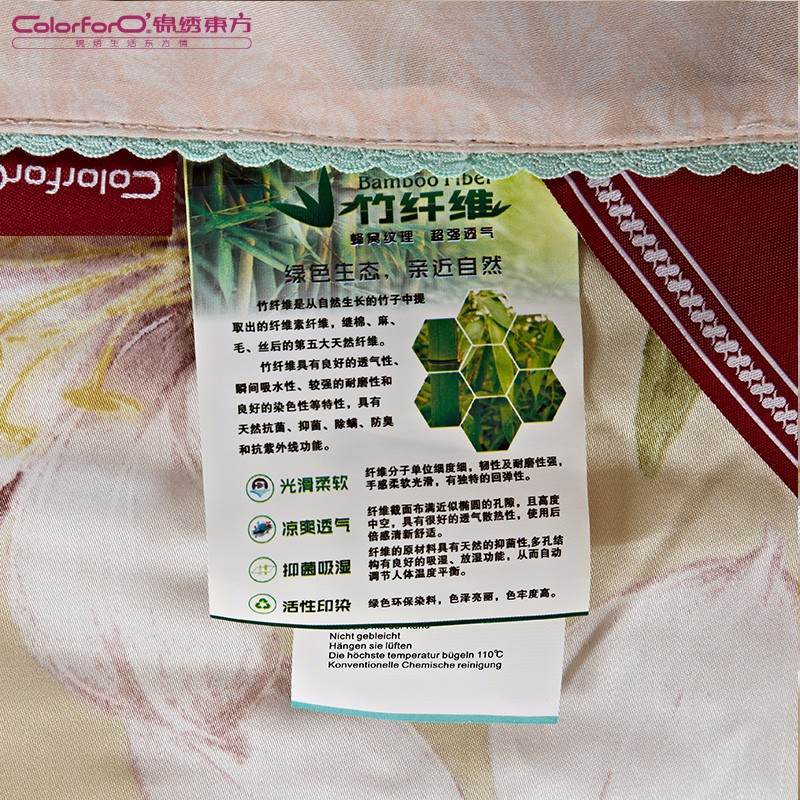 ColorforO 锦绣东方
锦绣生活东方情
ColorforO
Bamboo Fiber
竹纤维
蜂窝纹理 超强透气
绿色生态，亲近自然
竹纤维是从自然生长的竹子中提
取出的纤维素纤维，继棉、麻、
毛、丝后的第五大天然纤维。
竹纤维具有良好的透气性、
瞬间吸水性、较强的耐磨性和
良好的染色性等特性，具有
天然抗菌、抑菌、除螨、防臭
和抗紫外线功能。
光滑柔软
纤维分子单位细度细，韧性及耐磨性强，
手感柔软光滑，有独特的回弹性。
凉爽透气
纤维截面布满近似椭圆的孔隙，且高度
中空，具有很好的透气散热性，使用后
倍感清新舒适。
抑菌吸湿
纤维的原材料具有天然的抑菌性,多孔结
构有良好的吸湿、放湿功能，从而自动
调节人体温度平衡。
活性印染
绿色环保染料，色泽亮丽，色牢度高。
Nicht gebleicht
Hängen sie lüften
Die höchste temperatur bügeln 110℃
Konventionelle Chemische reinigung